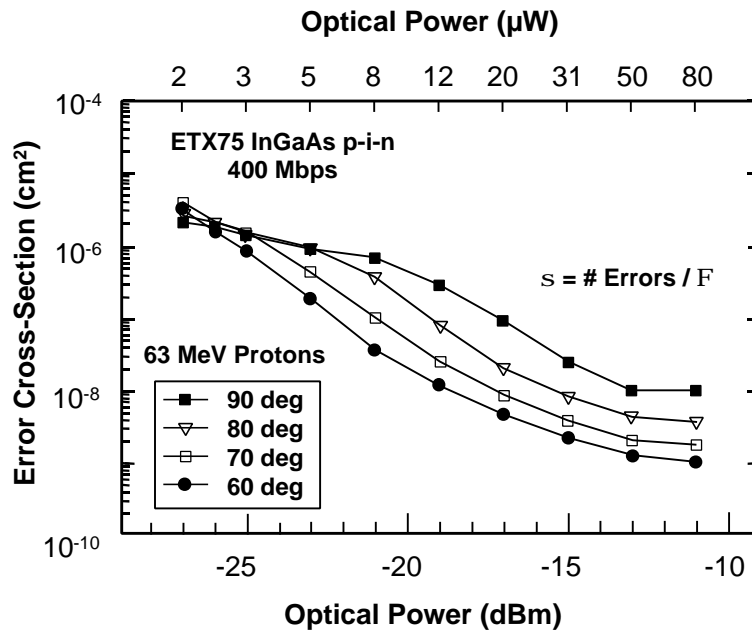 Optical Power (µW)
2 3 5 8 12 20 31 50 80
10-4
ETX75 InGaAs p-i-n
400 Mbps
10-6
s = # Errors / F
63 MeV Protons
90 deg
80 deg
70 deg
60 deg
10-8
10-10
-25 -20 -15 -10
Optical Power (dBm)
Error Cross-Section (cm2)